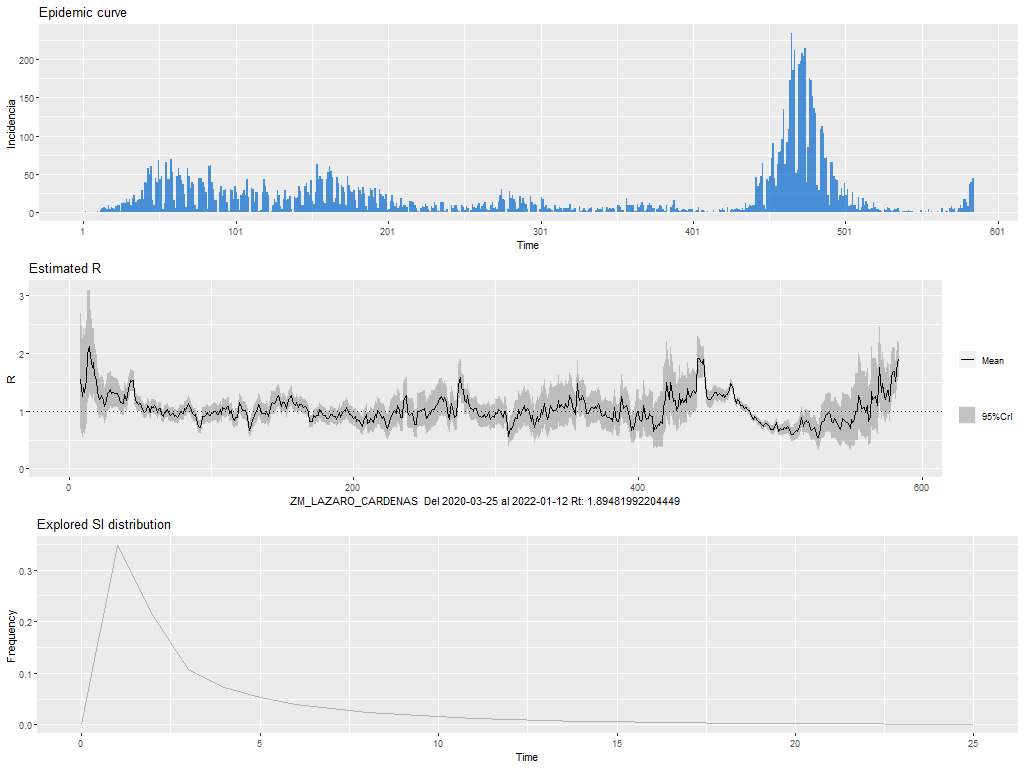 Epidemic curve
Incidencia
200
150
100
50
0
1
101
201
301
401
501
601
Time
Estimated R
R
3
2
1
0
0
200
400
600
ZM_LAZARO_CARDENAS Del 2020-03-25 al 2022-01-12 Rt: 1.89481992204449
Mean
95%CrI
Explored SI distribution
Frequency
0.3
0.2
0.1
0.0
0
5
10
15
20
25
Time